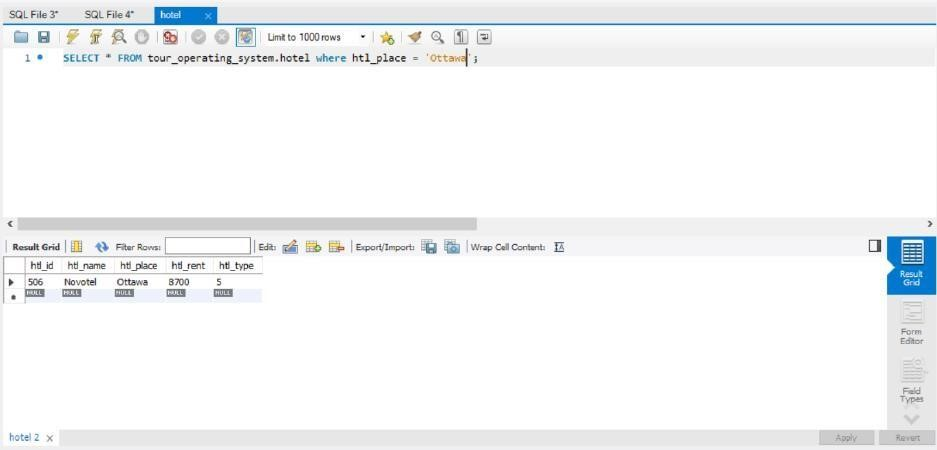 SQL File 3* SQL File 4* hotel x
Limit to 1000 rows
1 SELECT * FROM tour_operating_system.hotel where htl_place = 'Ottawa';
Result Grid Filter Rows: Edit: Export/Import: Wrap Cell Content: IA
htl_id htl_name htl_place htl_rent htl_type
506 Novotel Ottawa 8700 5
NULL NULL NULL NULL NULL
Result
Grid
Form
Editor
Field
Types
hotel 2 x Apply Revert